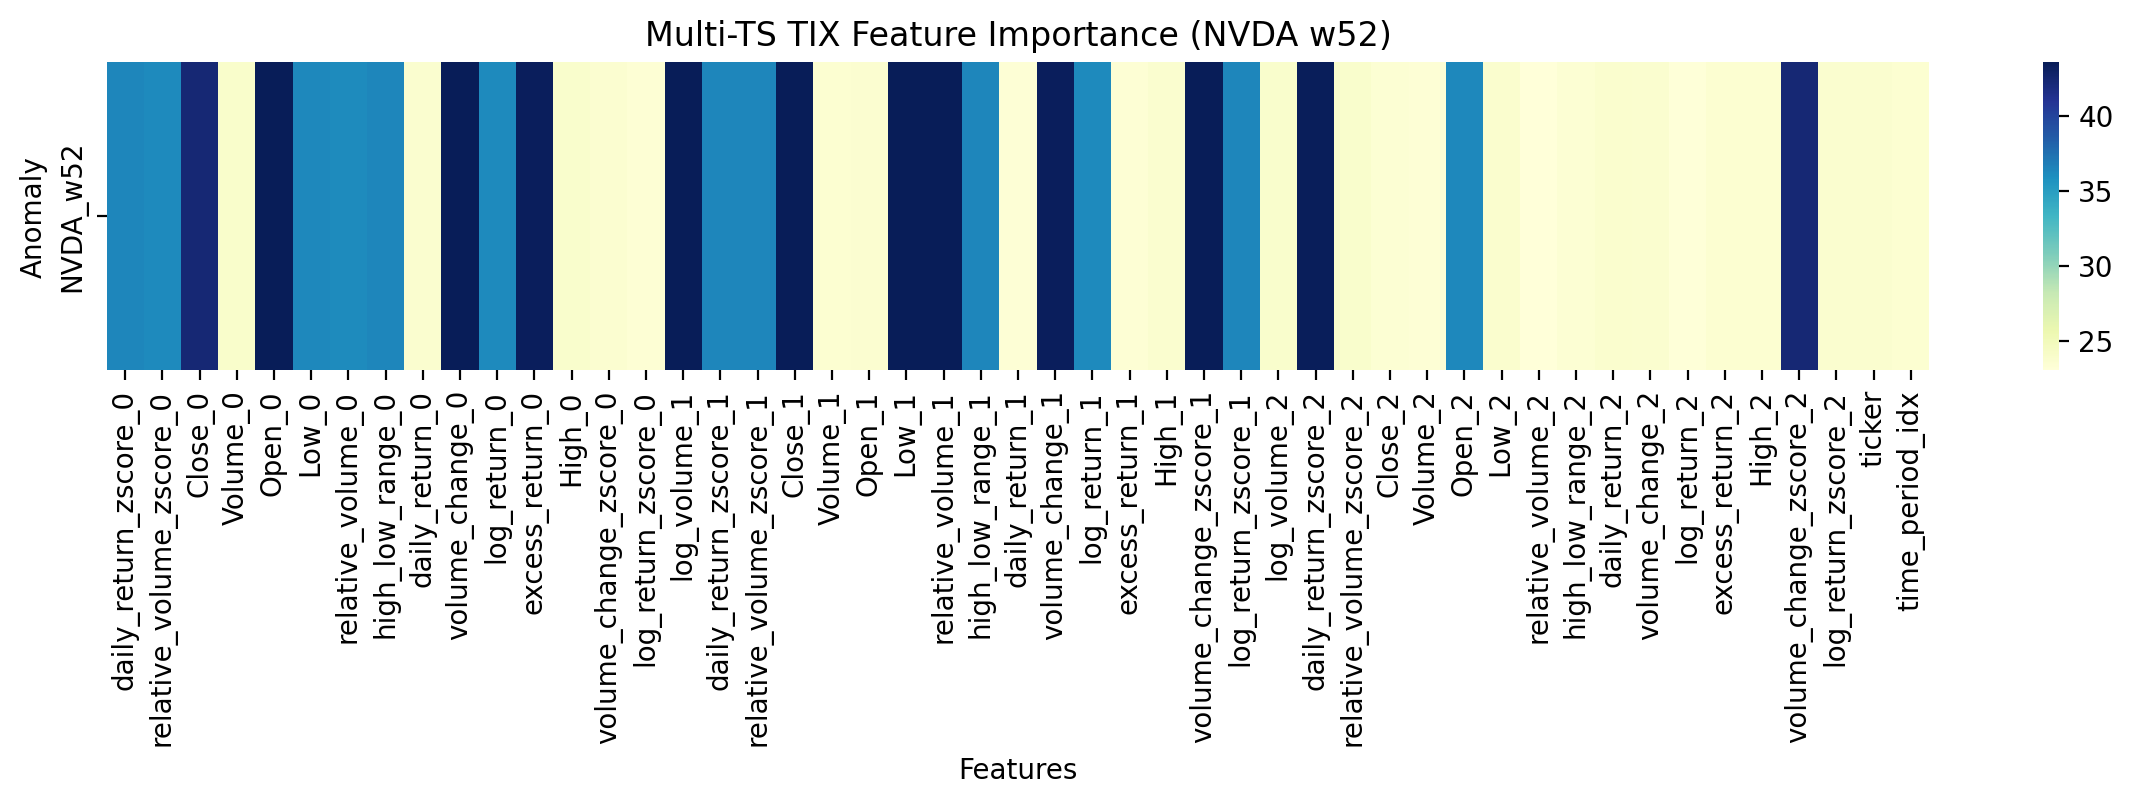 Multi-TS TIX Feature Importance (NVDA w52)
Anomaly
NVDA_w52
40
35
30
25
daily_return_zscore_0
relative_volume_zscore_0
Close_0
Volume_0
Open_0
Low_0
relative_volume_0
high_low_range_0
daily_return_0
volume_change_0
log_return_0
excess_return_0
High_0
volume_change_zscore_0
log_return_zscore_0
log_volume_1
daily_return_zscore_1
relative_volume_zscore_1
Close_1
Volume_1
Open_1
Low_1
relative_volume_1
high_low_range_1
daily_return_1
volume_change_1
log_return_1
excess_return_1
High_1
volume_change_zscore_1
log_return_zscore_1
log_volume_2
daily_return_zscore_2
relative_volume_zscore_2
Close_2
Volume_2
Open_2
Low_2
relative_volume_2
high_low_range_2
daily_return_2
volume_change_2
log_return_2
excess_return_2
High_2
volume_change_zscore_2
log_return_zscore_2
ticker
time_period_idx
Features